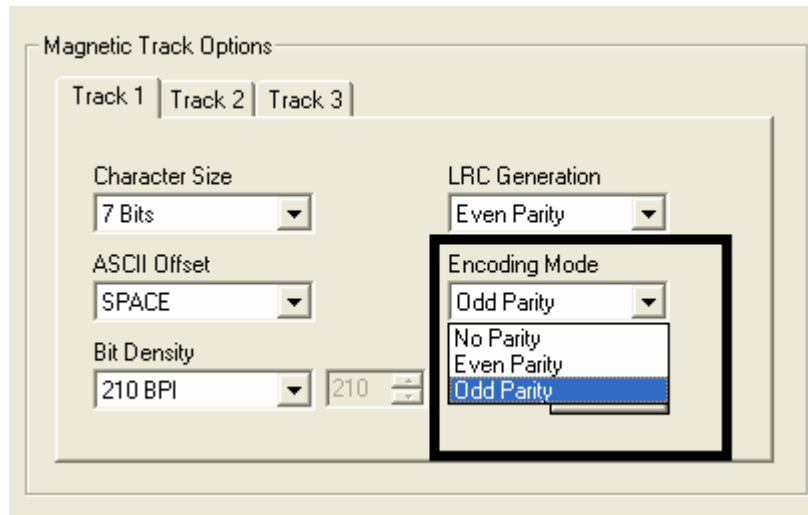 Magnetic Track Options
Track 1 Track 2 Track 3
Character Size
7 Bits
ASCII Offset
SPACE
Bit Density
210 BPI 210
LRC Generation
Even Parity
Encoding Mode
Odd Parity
No Parity
Even Parity
Odd Parity